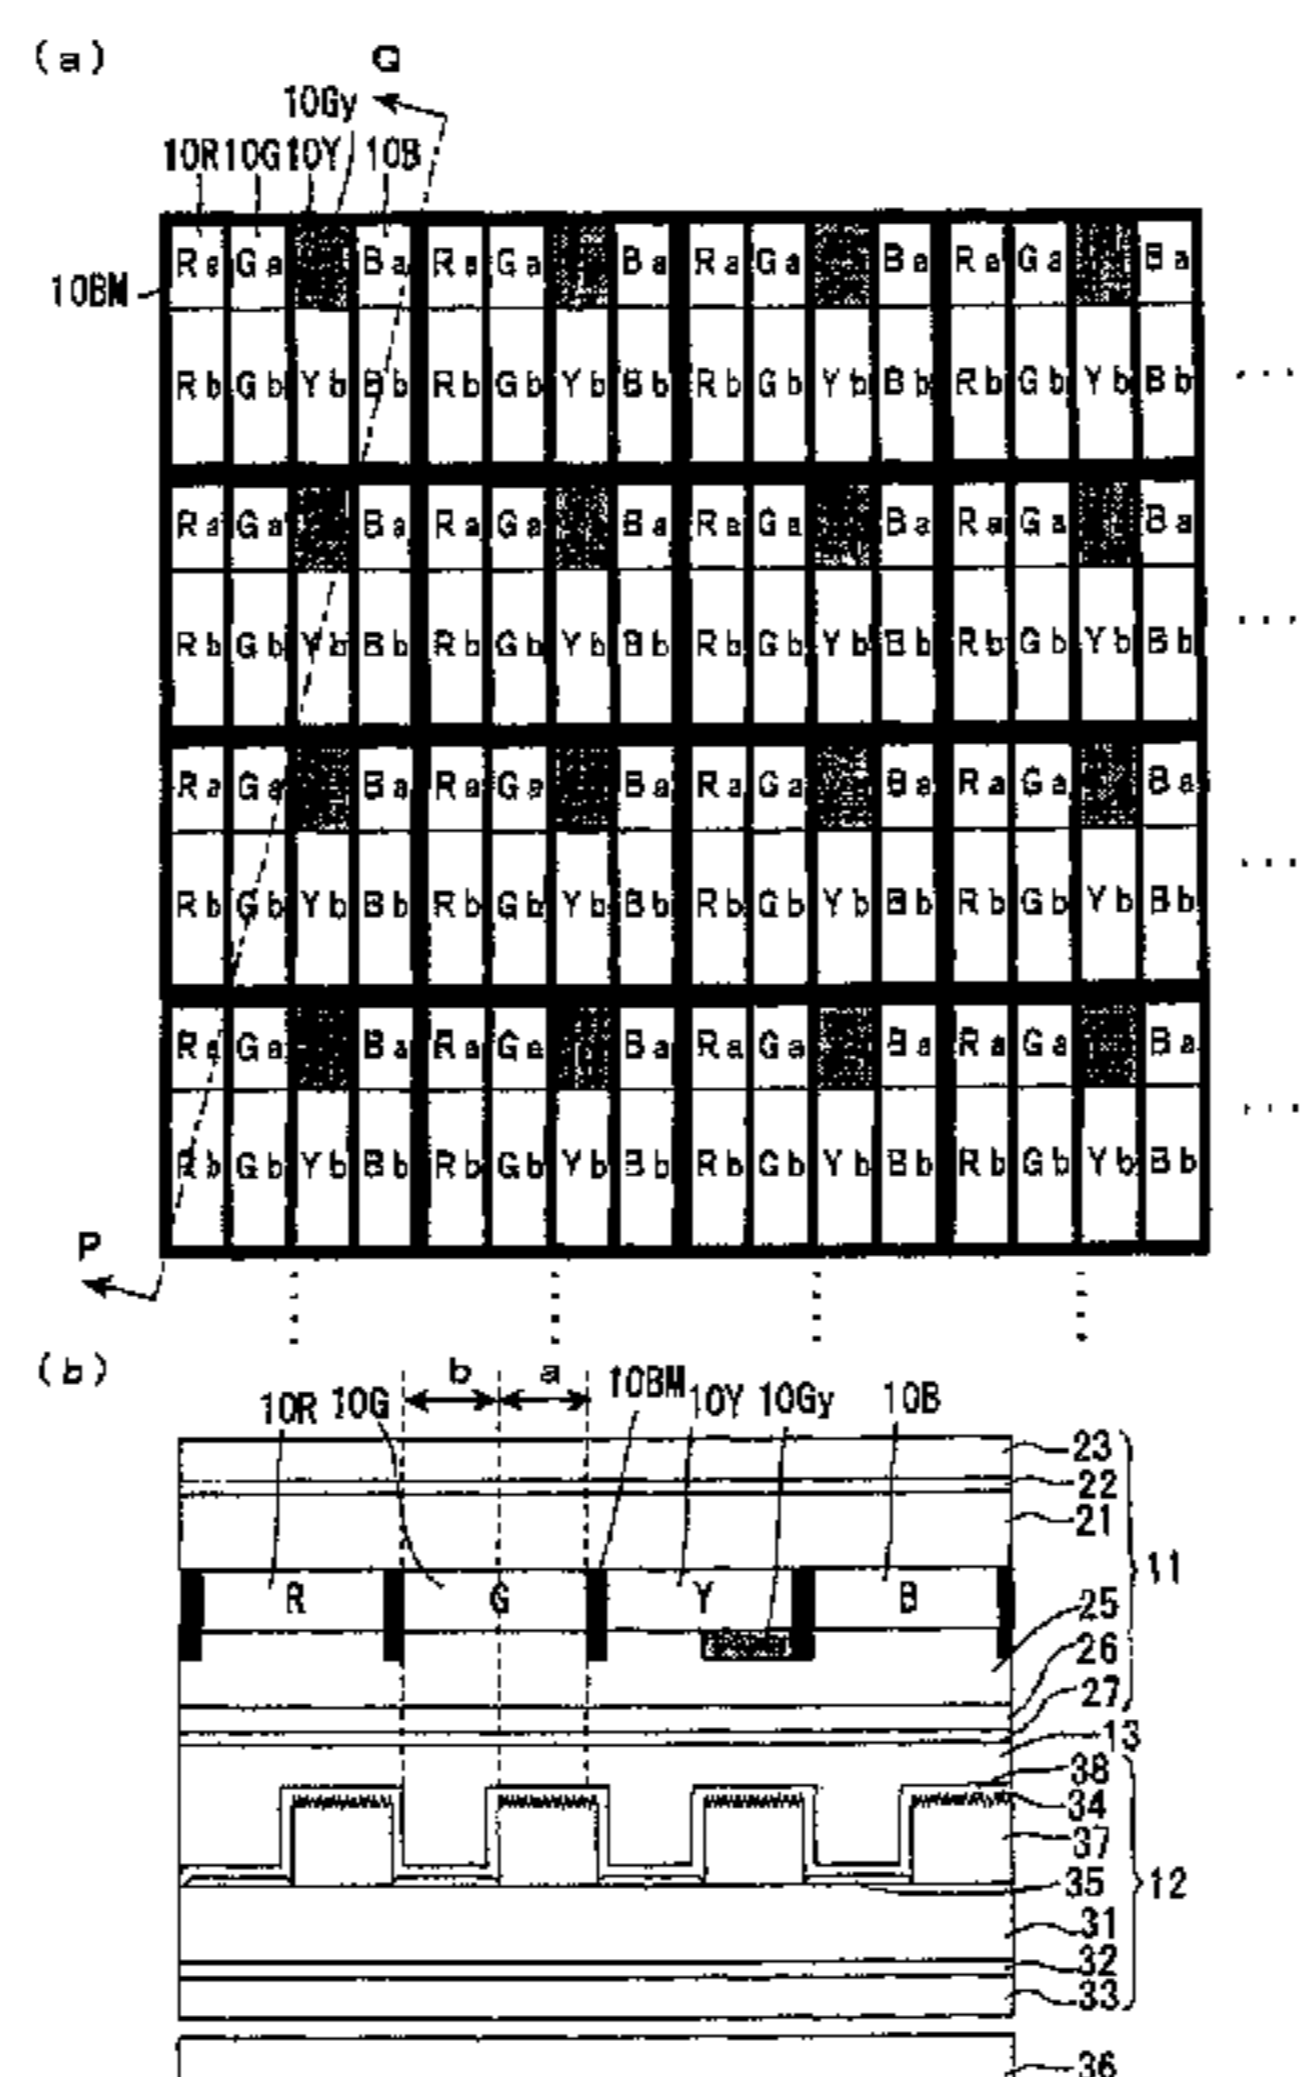 (a)
Q
10Gy
10R 10G 10Y 10B
10BM
Ra Ga Ba Ra Ga Ba Ra Ga Ba Ra Ga Ba
Rb Gb Yb Bb Rb Gb Yb Bb Rb Gb Yb Bb Rb Gb Yb Bb ...
Ra Ga Ba Ra Ga Ba Ra Ga Ba Ra Ga Ba
Rb Gb Yb Bb Rb Gb Yb Bb Rb Gb Yb Bb Rb Gb Yb Bb ...
Ra Ga Ba Ra Ga Ba Ra Ga Ba Ra Ga Ba
Rb Gb Yb Bb Rb Gb Yb Bb Rb Gb Yb Bb Rb Gb Yb Bb ...
Ra Ga Ba Ra Ga Ba Ra Ga Ba Ra Ga Ba
Rb Gb Yb Bb Rb Gb Yb Bb Rb Gb Yb Bb Rb Gb Yb Bb ...
P
(b)
b a
10R 10G 10BM 10Y 10Gy 10B
23
22
21
11
R G Y B
25
26
27
13
38
34
37
35
12
31
32
33
36